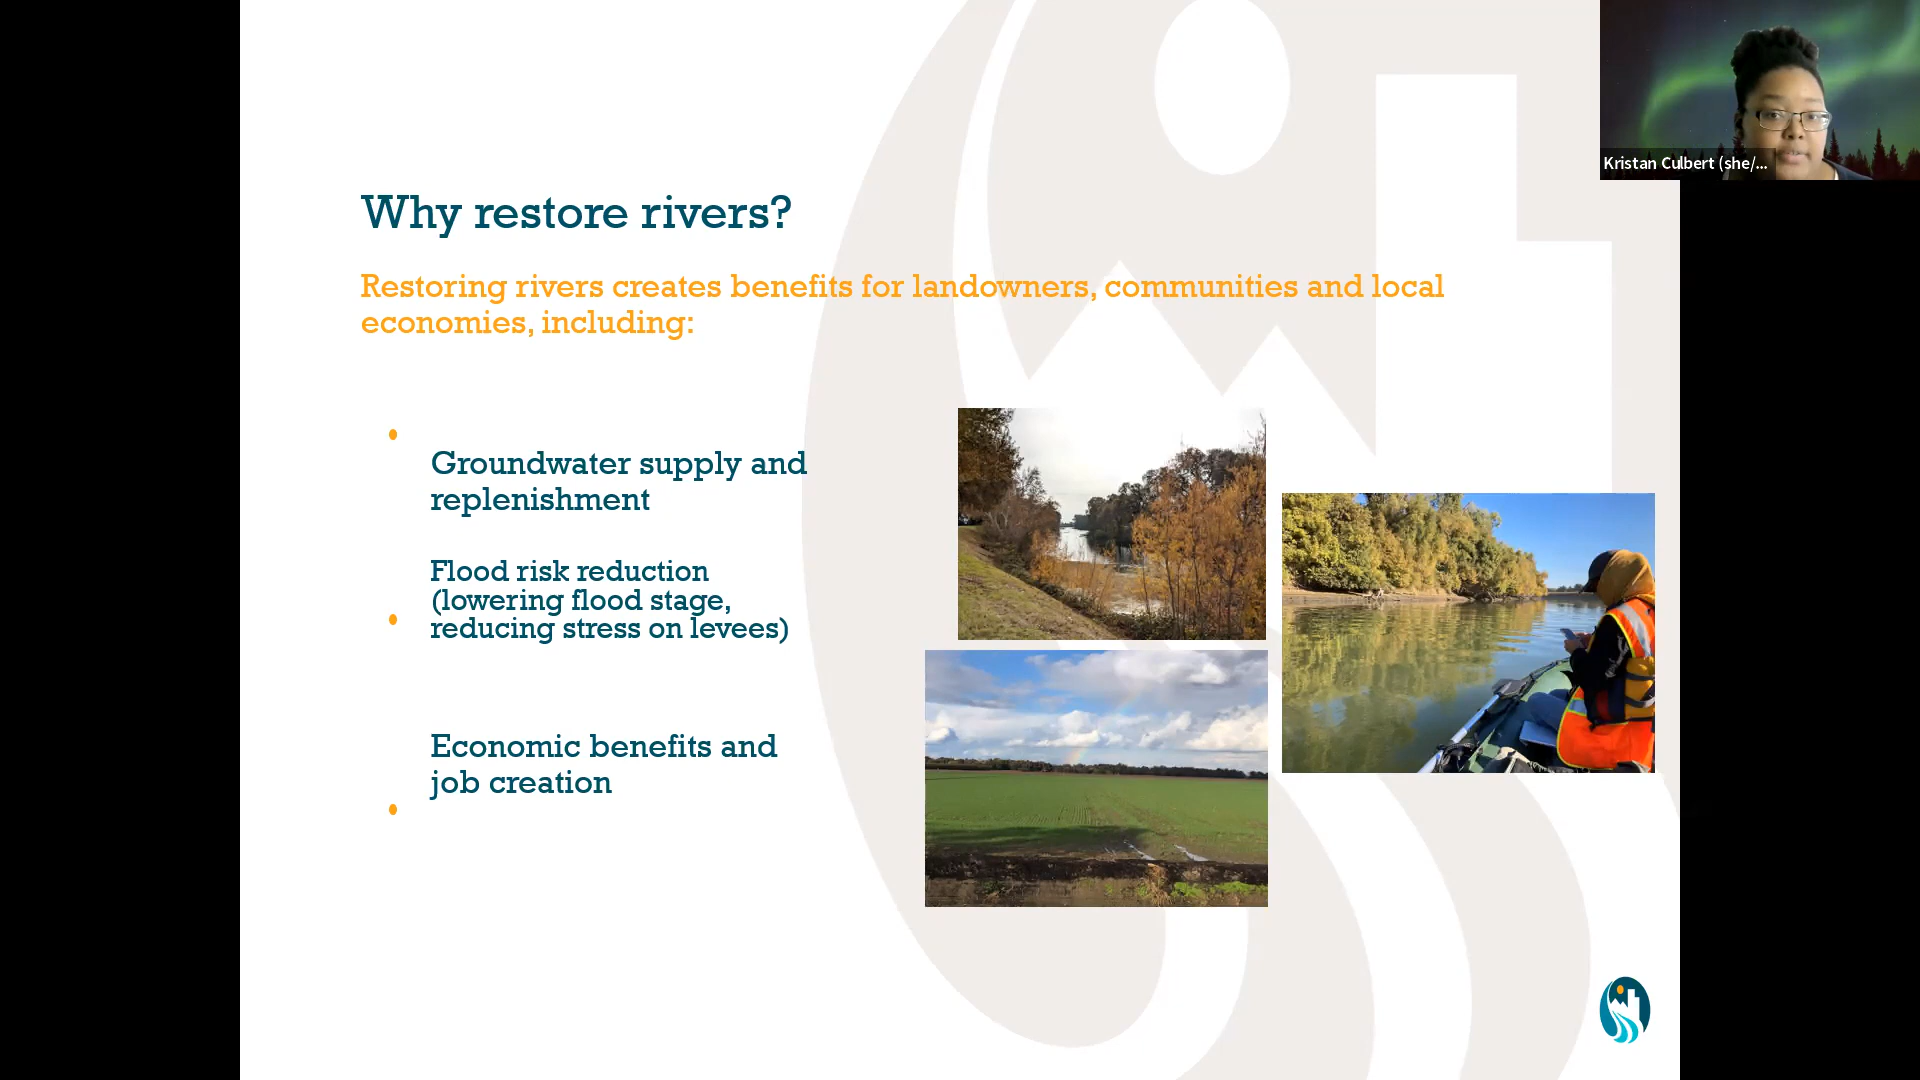 Kristan Culbert (she/...
Why restore rivers?
Restoring rivers creates benefits for landowners, communities and local
economies, including:
Groundwater supply and
replenishment
Flood risk reduction
(lowering flood stage,
reducing stress on levees)
Economic benefits and
job creation